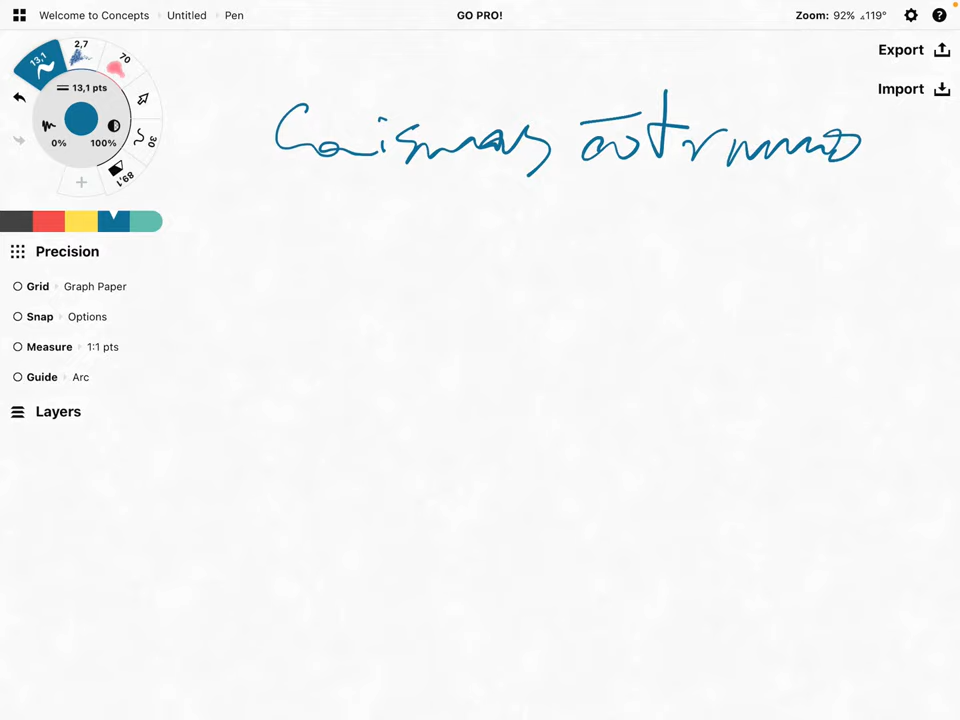 Welcome to Concepts Untitled Pen
GO PRO!
Zoom: 92% ⊿119°
Export
Import
13,1
2,7
70
30
89,1
13,1 pts
0% 100%
Gaismas ātrums
Precision
Grid Graph Paper
Snap Options
Measure 1:1 pts
Guide Arc
Layers